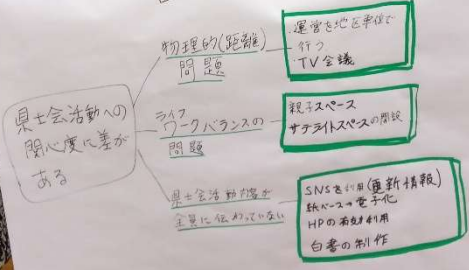 県士会活動への
関心度に差が
ある
物理的(距離)
問題
運営を地区単位で
行う
TV会議
ライフ
ワークバランスの
問題
親子スペース
サテライトスペースの開設
県士会活動内容が
全員に伝わっていない
SNSを利用(更新情報)
紙ベース→電子化
HPの有効利用
白書の制作